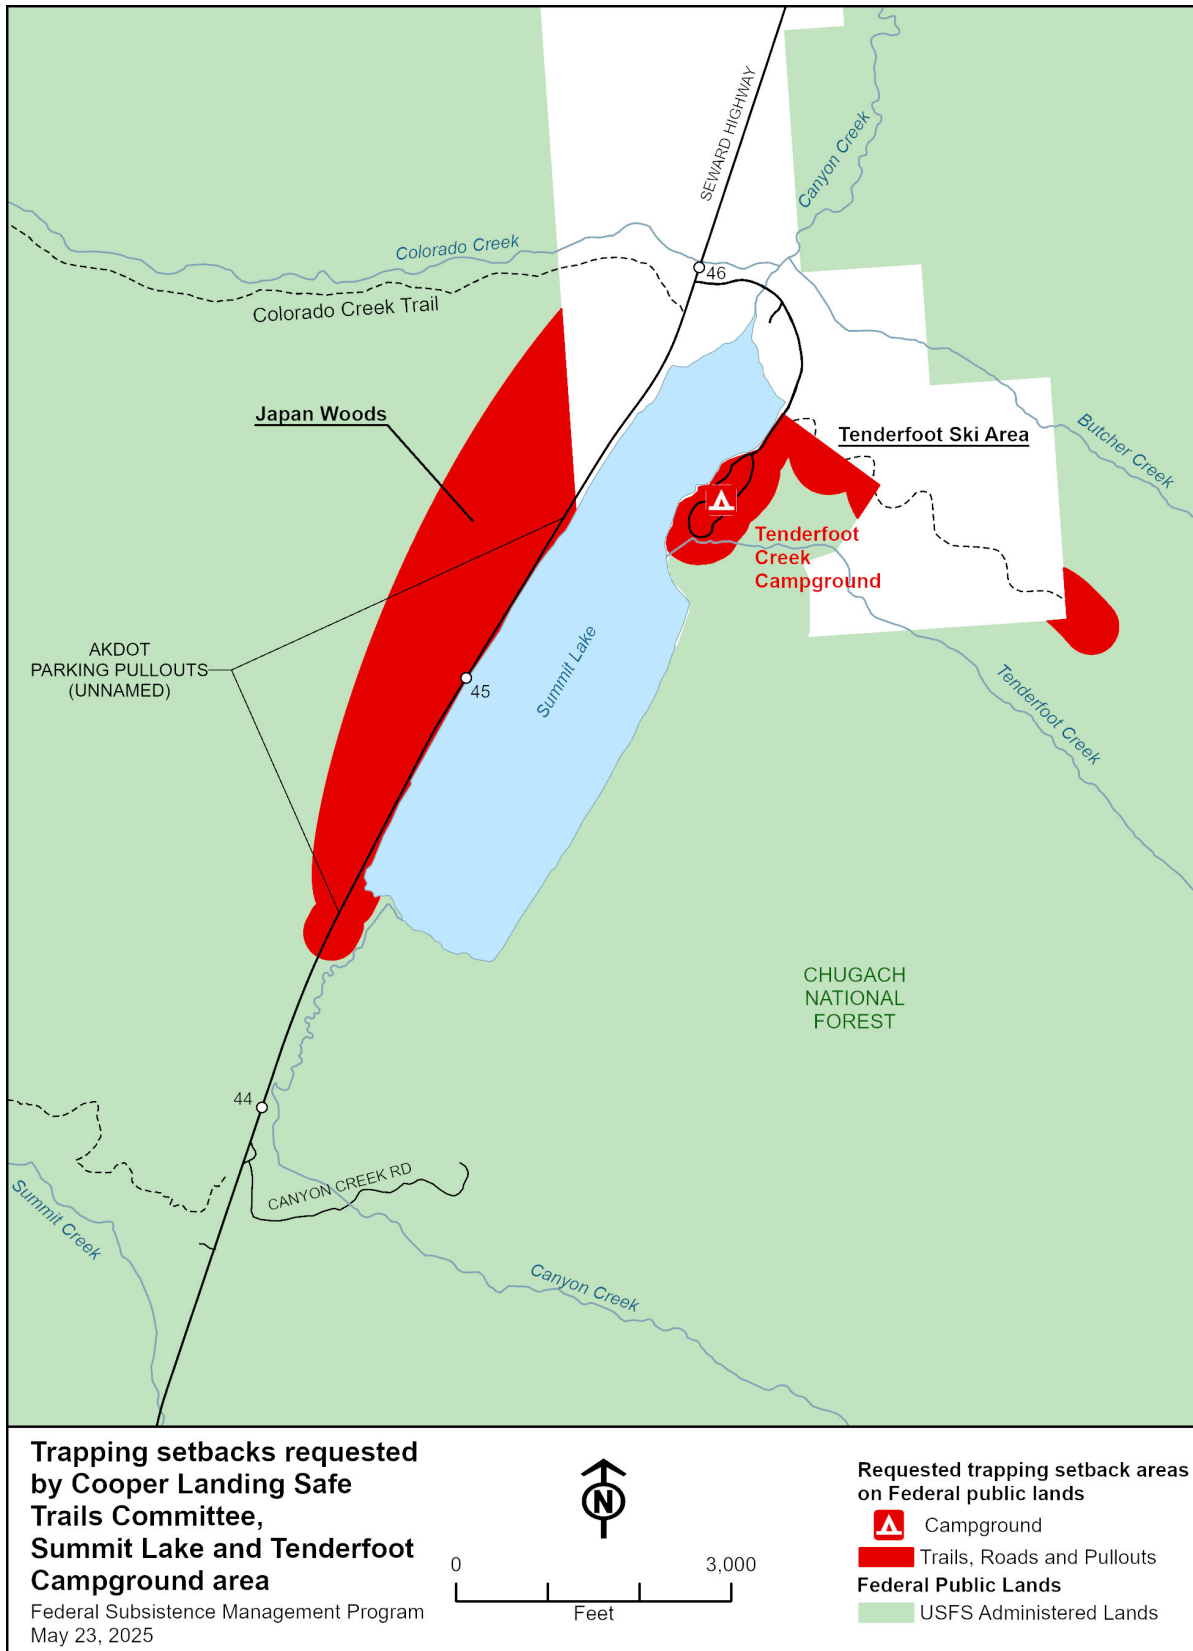 SEWARD HIGHWAY
Canyon Creek
Colorado Creek
46
Colorado Creek Trail
Japan Woods
Tenderfoot Ski Area
Butcher Creek
Tenderfoot
Creek
Campground
AKDOT
PARKING PULLOUTS
(UNNAMED)
45
Summit Lake
Tenderfoot Creek
CHUGACH
NATIONAL
FOREST
44
CANYON CREEK RD
Summit Creek
Canyon Creek
Trapping setbacks requested
by Cooper Landing Safe
Trails Committee,
Summit Lake and Tenderfoot
Campground area
Federal Subsistence Management Program
May 23, 2025
N
0 3,000
Feet
Requested trapping setback areas
on Federal public lands
Campground
Trails, Roads and Pullouts
Federal Public Lands
USFS Administered Lands